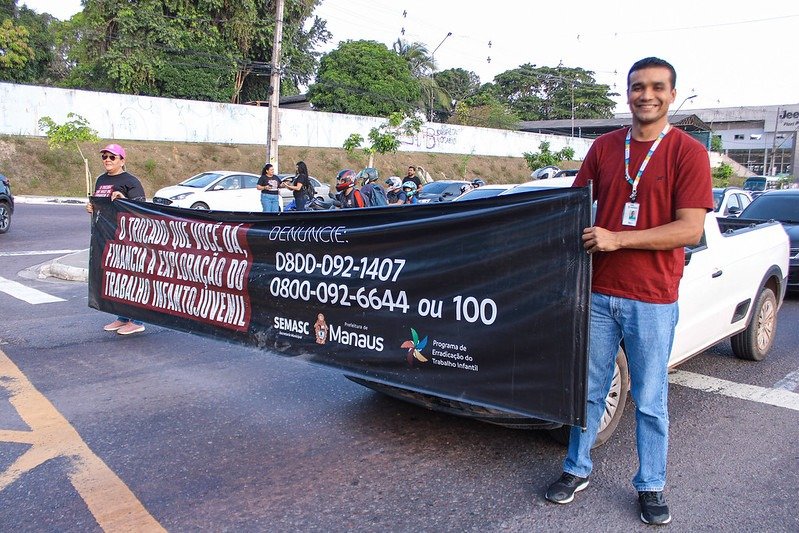 O TROCADO QUE VOCÊ DÁ,
FINANCIA A EXPLORAÇÃO DO
TRABALHO INFANTOJUVENIL
DENUNCIE:
0800-092-1407
0800-092-6644 ou 100
SEMASC
Prefeitura de
Manaus
Programa de
Erradicação do
Trabalho Infantil
Jeep